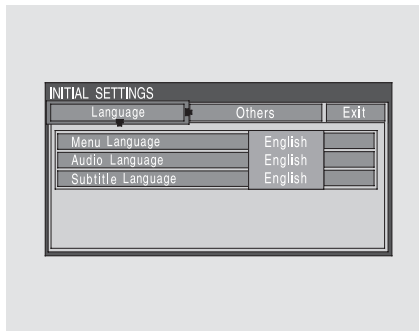 INITIAL SETTINGS
Language Others Exit
Menu Language English
Audio Language English
Subtitle Language English